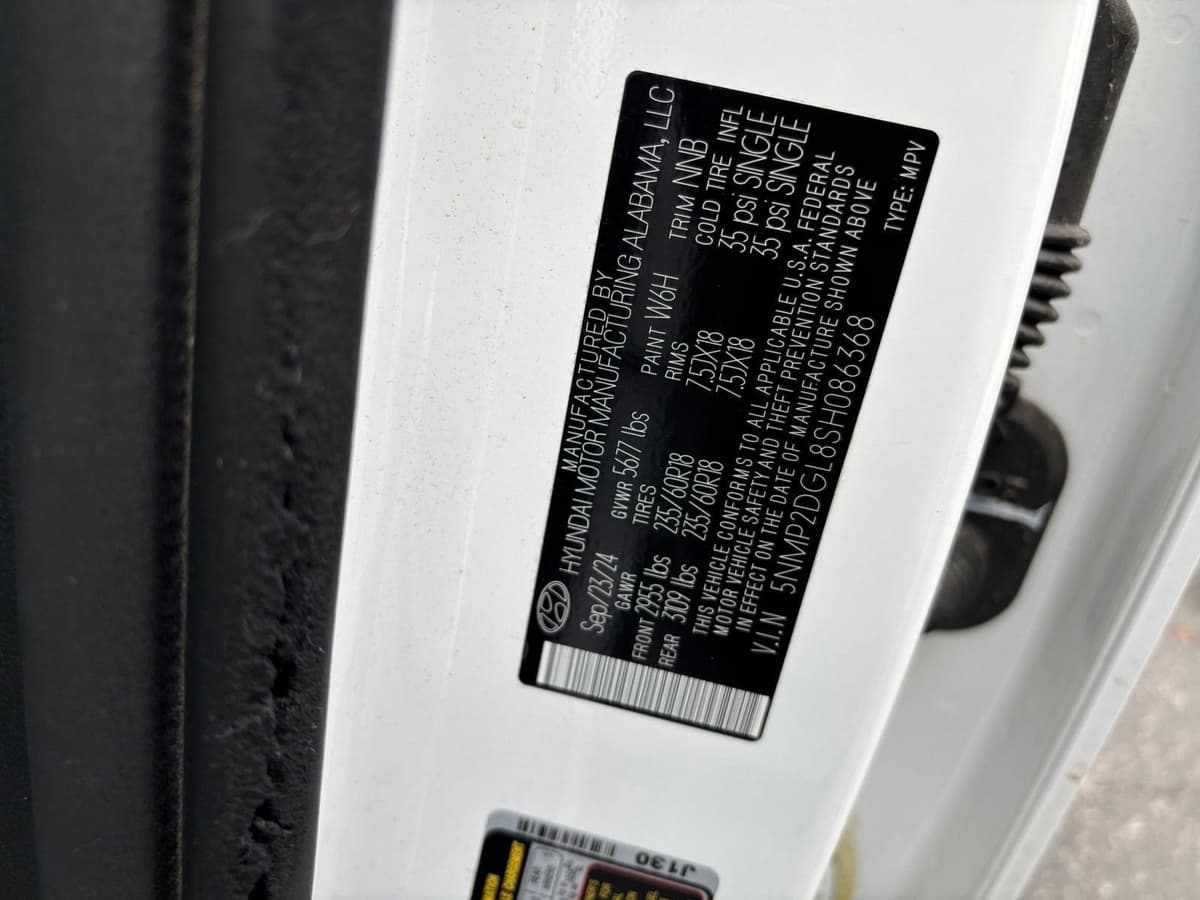 MANUFACTURED BY
HYUNDAI MOTOR MANUFACTURING ALABAMA, LLC
Sep/23/24 GVWR 5677 lbs PAINT W6H TRIM NNB
GAWR TIRES RIMS COLD TIRE INFL
FRONT 2955 lbs 235/60R18 7.5JX18 35 psi SINGLE
REAR 3109 lbs 235/60R18 7.5JX18 35 psi SINGLE
THIS VEHICLE CONFORMS TO ALL APPLICABLE U.S.A. FEDERAL
MOTOR VEHICLE SAFETY AND THEFT PREVENTION STANDARDS
IN EFFECT ON THE DATE OF MANUFACTURE SHOWN ABOVE
V.I.N 5NMP2DGL8SH086368 TYPE: MPV
J1130